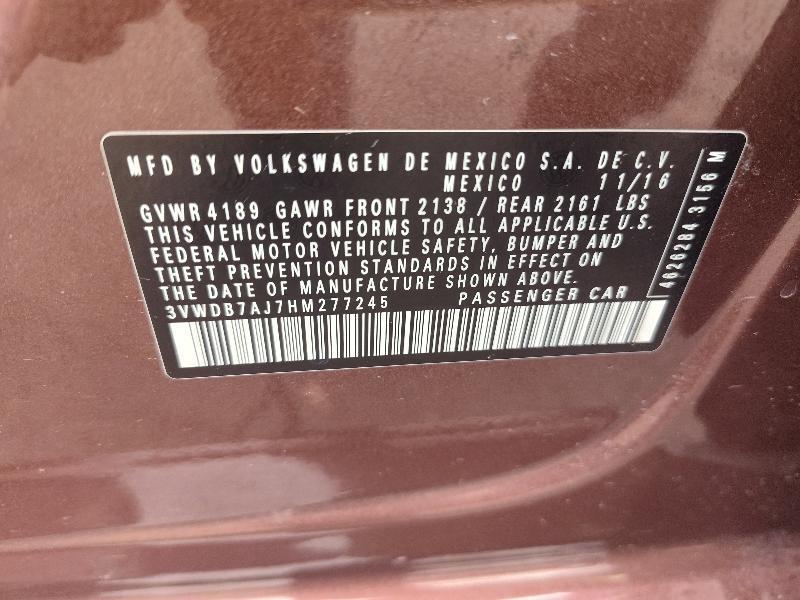 MFD BY VOLKSWAGEN DE MEXICO S.A. DE C.V.
MEXICO 11/16
GVWR 4189 GAWR FRONT 2138 / REAR 2161 LBS
THIS VEHICLE CONFORMS TO ALL APPLICABLE U.S.
FEDERAL MOTOR VEHICLE SAFETY, BUMPER AND
THEFT PREVENTION STANDARDS IN EFFECT ON
THE DATE OF MANUFACTURE SHOWN ABOVE.
3VWDB7AJ7HM277245 PASSENGER CAR
4626284 3156 M